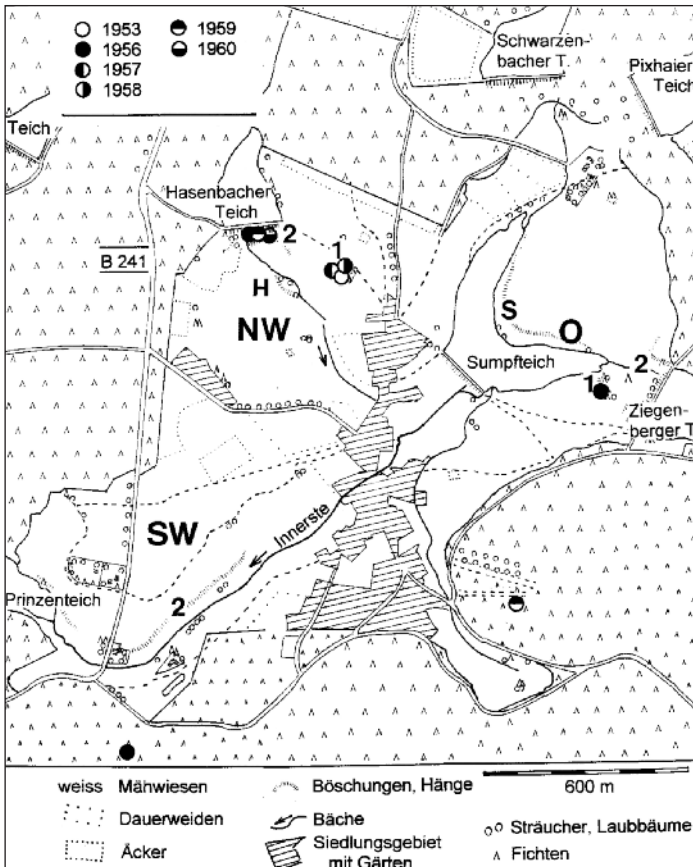 1953
1956
1957
1958
1959
1960
Schwarzen-
bacher T.
Pixhaier
Teich
Teich
Hasenbacher
Teich
2
1
B 241
H
NW
S
O
Sumpfteich
2
1
Ziegen-
berger T.
SW
Innerste
Prinzenteich
2
weiss Mähwiesen
Dauerweiden
Äcker
Böschungen, Hänge
Bäche
Siedlungsgebiet
mit Gärten
600 m
Sträucher, Laubbäume
Fichten